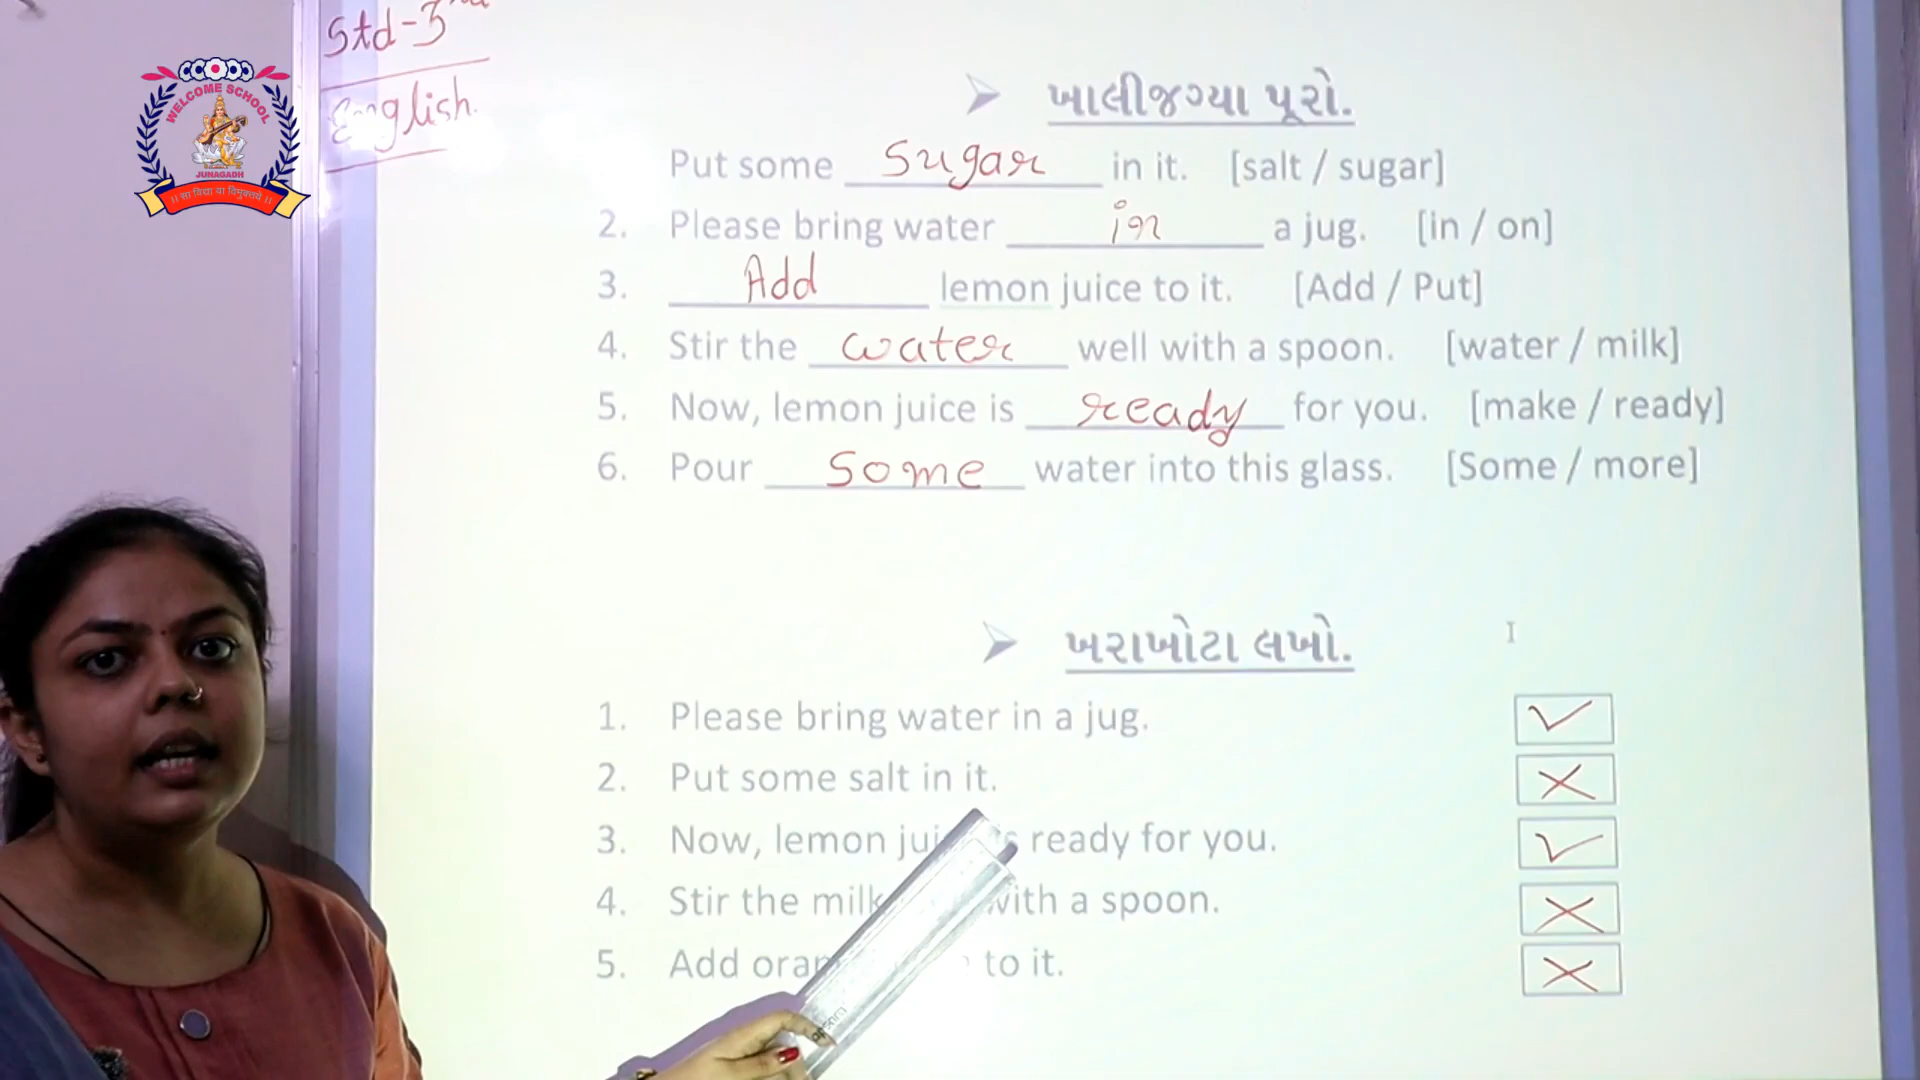 Std-3
English.
WELCOME SCHOOL
JUNAGADH
॥ सा विद्या या विमुक्तये ॥
➢ ખાલીજગ્યા પૂરો.
Put some Sugar in it. [salt / sugar]
2. Please bring water in a jug. [in / on]
3. Add lemon juice to it. [Add / Put]
4. Stir the water well with a spoon. [water / milk]
5. Now, lemon juice is ready for you. [make / ready]
6. Pour Some water into this glass. [Some / more]
➢ ખરાખોટા લખો.
1. Please bring water in a jug. ✓
2. Put some salt in it. ✗
3. Now, lemon ready for you. ✓
4. Stir the milk with a spoon. ✗
5. Add to it. ✗
apsara